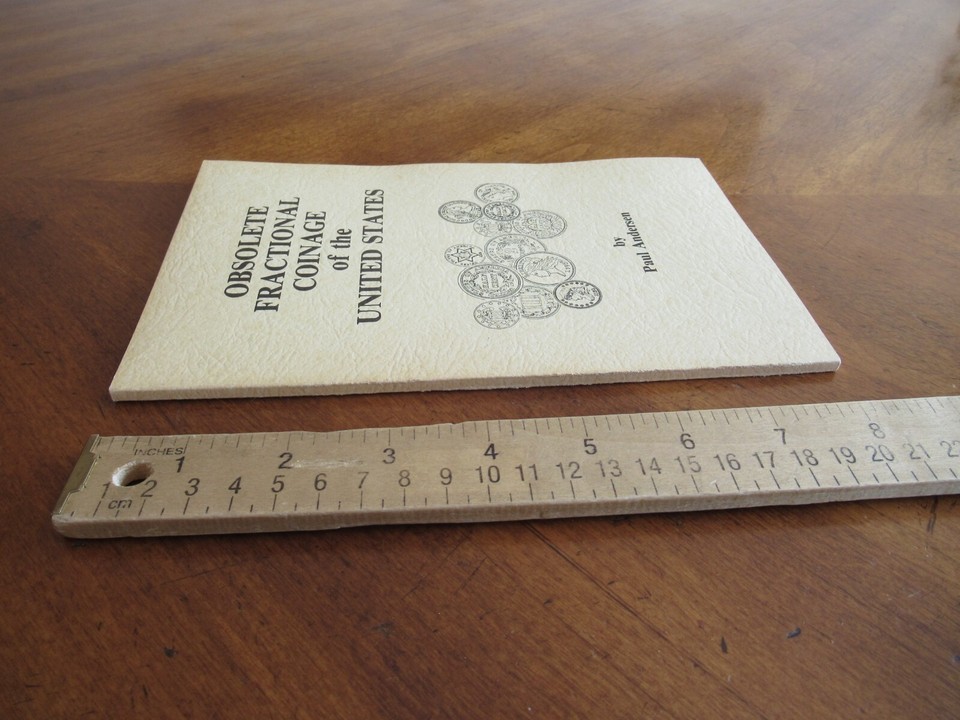 OBSOLETE
FRACTIONAL
COINAGE
of the
UNITED STATES
by
Paul Andersen
INCHES
1 2 3 4 5 6 7 8
1 2 3 4 5 6 7 8 9 10 11 12 13 14 15 16 17 18 19 20 21 22
cm